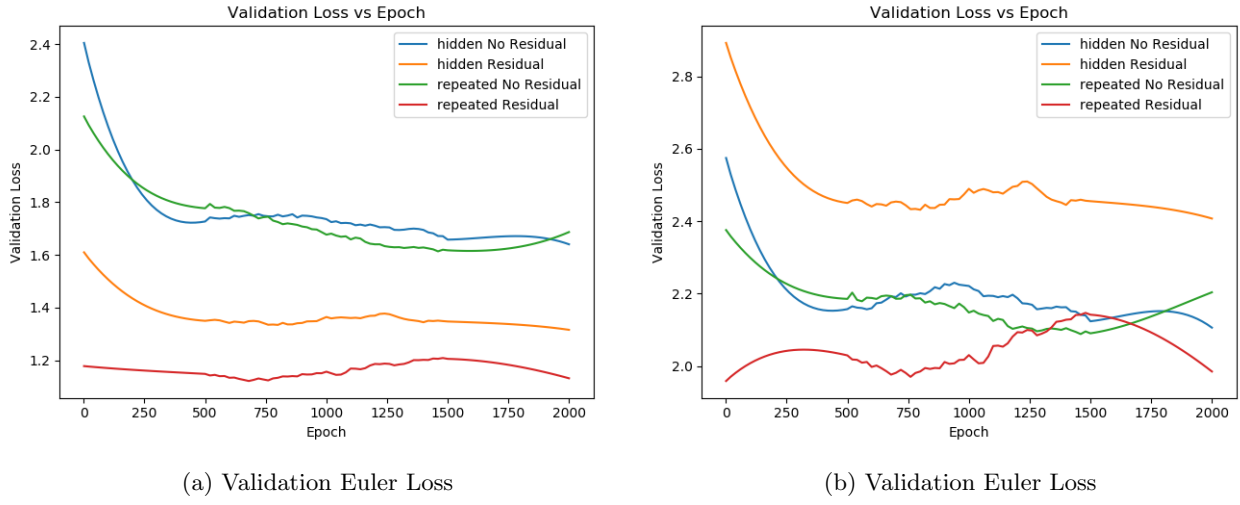 Validation Loss vs Epoch
hidden No Residual
hidden Residual
repeated No Residual
repeated Residual
2.4
2.2
2.0
1.8
1.6
1.4
1.2
Validation Loss
0 250 500 750 1000 1250 1500 1750 2000
Epoch
(a) Validation Euler Loss
Validation Loss vs Epoch
hidden No Residual
hidden Residual
repeated No Residual
repeated Residual
2.8
2.6
2.4
2.2
2.0
Validation Loss
0 250 500 750 1000 1250 1500 1750 2000
Epoch
(b) Validation Euler Loss